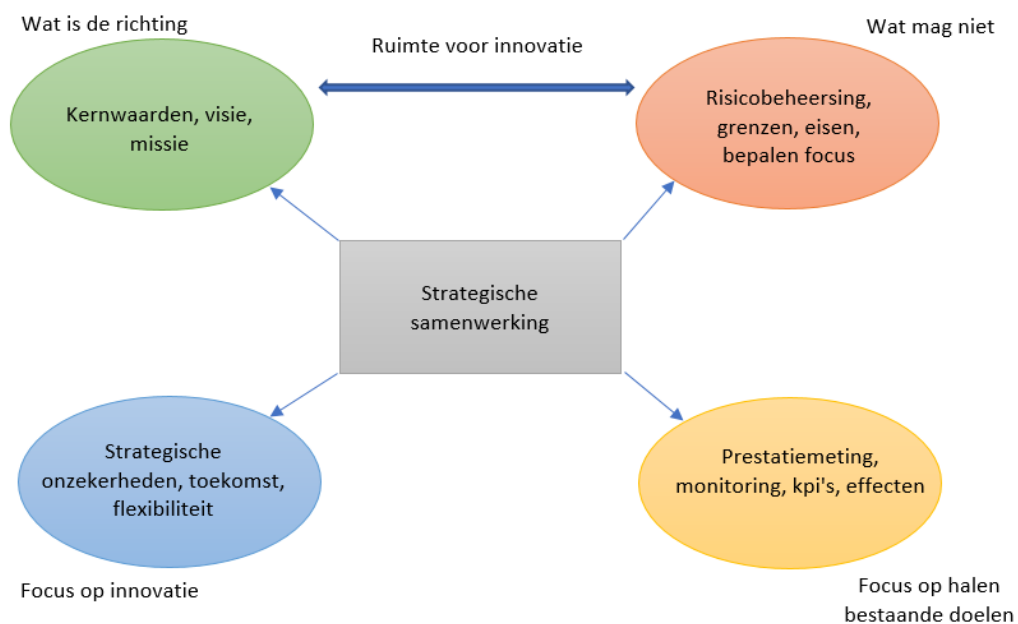 Wat is de richting
Wat mag niet
Ruimte voor innovatie
Kernwaarden, visie,
missie
Risicobeheersing,
grenzen, eisen,
bepalen focus
Strategische
samenwerking
Strategische
onzekerheden, toekomst,
flexibiliteit
Prestatiemeting,
monitoring, kpi's, effecten
Focus op innovatie
Focus op halen
bestaande doelen